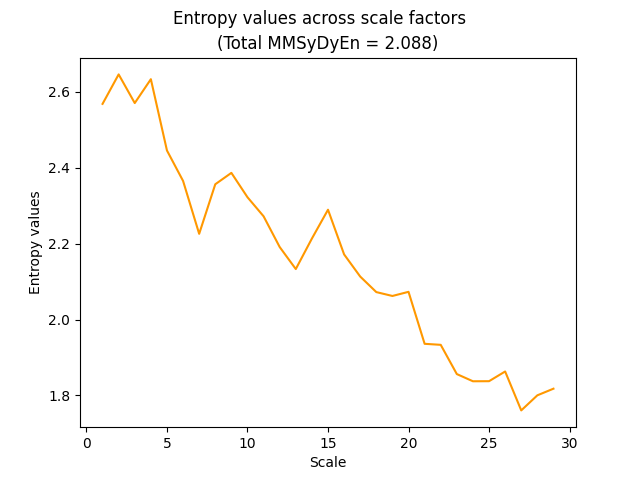 Entropy values across scale factors
(Total MMSyDyEn = 2.088)
2.6
2.4
2.2
2.0
1.8
Entropy values
0 5 10 15 20 25 30
Scale